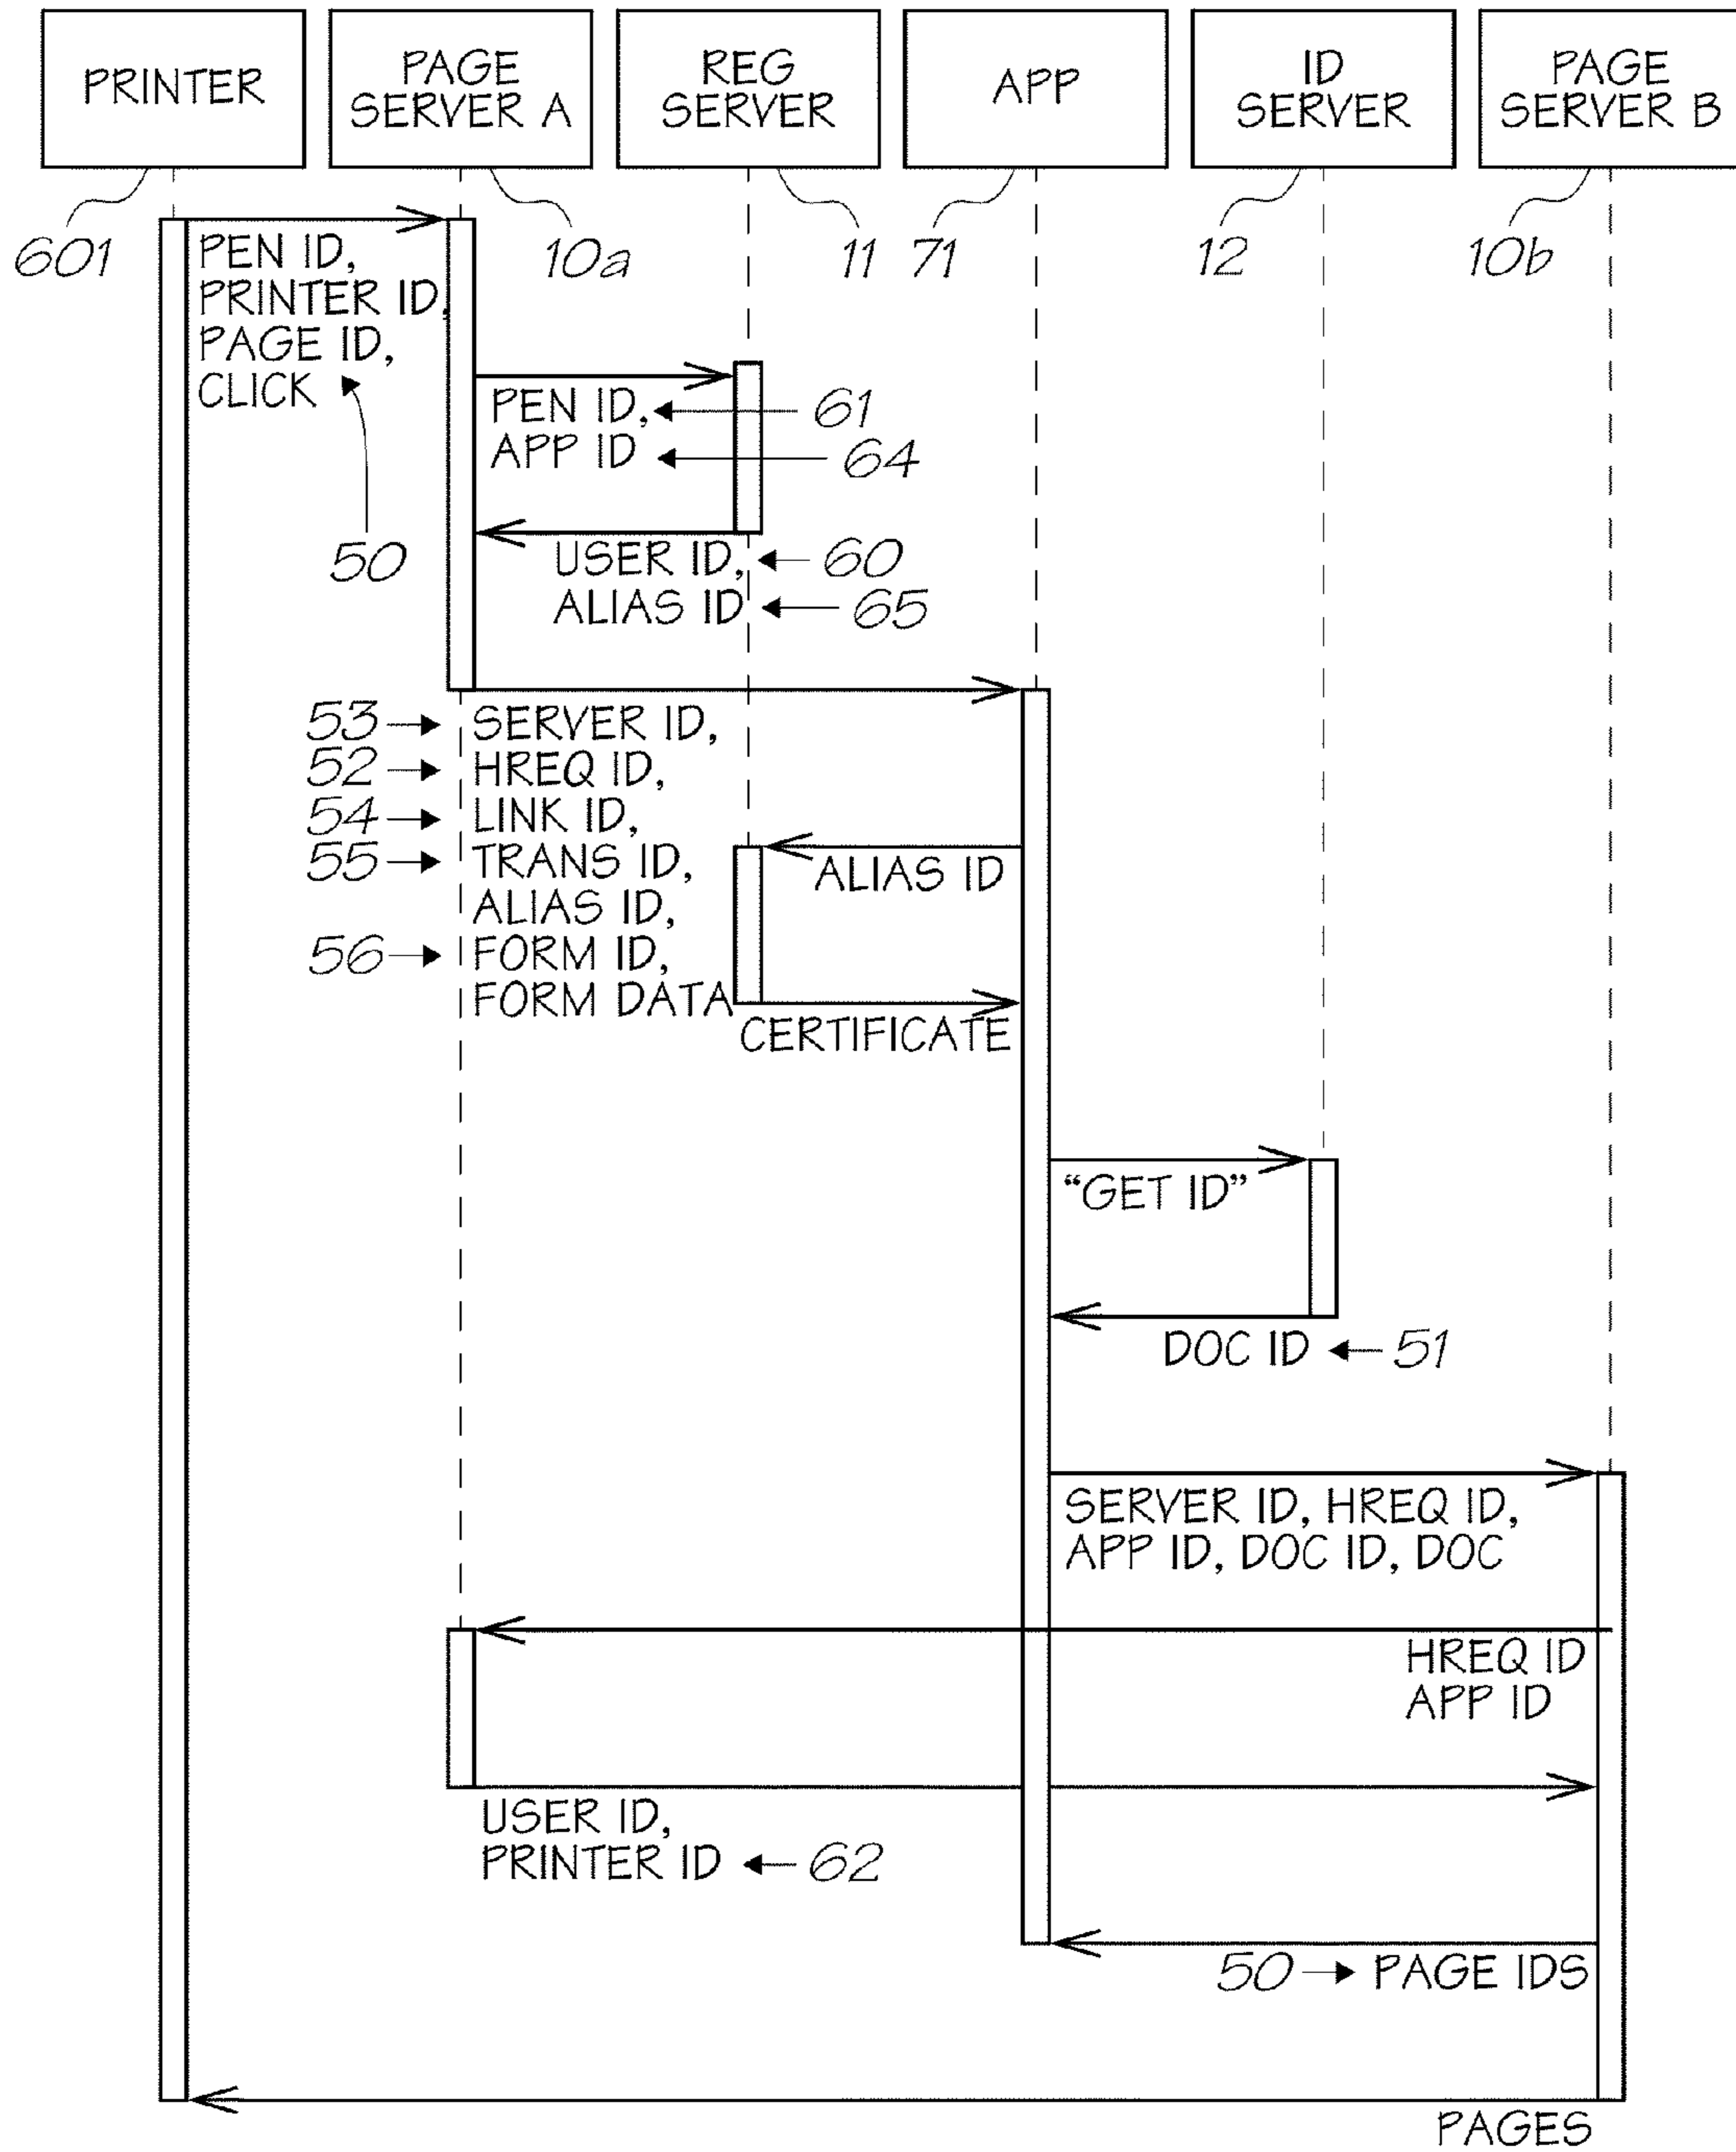 PRINTER
PAGE
SERVER A
REG
SERVER
APP
ID
SERVER
PAGE
SERVER B
601
10a
11
71
12
10b
PEN ID,
PRINTER ID,
PAGE ID,
CLICK
50
PEN ID,
61
APP ID
64
USER ID,
60
ALIAS ID
65
53
SERVER ID,
52
HREQ ID,
54
LINK ID,
55
TRANS ID,
ALIAS ID,
56
FORM ID,
FORM DATA
ALIAS ID
CERTIFICATE
“GET ID”
DOC ID
51
SERVER ID, HREQ ID,
APP ID, DOC ID, DOC
HREQ ID
APP ID
USER ID,
PRINTER ID
62
50
PAGE IDS
PAGES